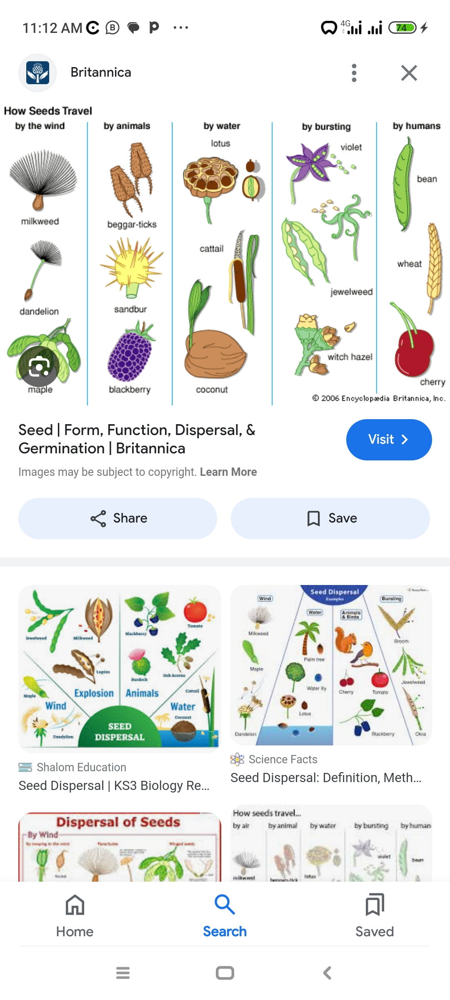 11:12 AM
4G
74
Britannica
How Seeds Travel
by the wind
by animals
by water
by bursting
by humans
milkweed
dandelion
maple
beggar-ticks
sandbur
blackberry
lotus
cattail
coconut
violet
jewelweed
witch hazel
bean
wheat
cherry
© 2006 Encyclopædia Britannica, Inc.
Seed | Form, Function, Dispersal, &
Germination | Britannica
Visit
Images may be subject to copyright. Learn More
Share
Save
Jewelweed
Milkweed
Lupins
Explosion
Blackberry
Tomato
Burdock
Oak Acorns
Animals
Maple
Wind
Dandylion
Cattail
Water
Coconut
SEED
DISPERSAL
Shalom Education
Seed Dispersal | KS3 Biology Re...
Seed Dispersal
Examples
Wind
Milkweed
Maple
Dandelion
Water
Palm tree
Water lily
Lotus
Animals
& Birds
Cherry
Tomato
Blackberry
Bursting
Broom
Jewelweed
Okra
Science Facts
Seed Dispersal: Definition, Meth...
Dispersal of Seeds
By Wind
Parachutes
Winged seeds
How seeds travel...
by air
by animal
by water
by bursting
by human
milkweed
beggars-tick
lotus
violet
bean
Home
Search
Saved